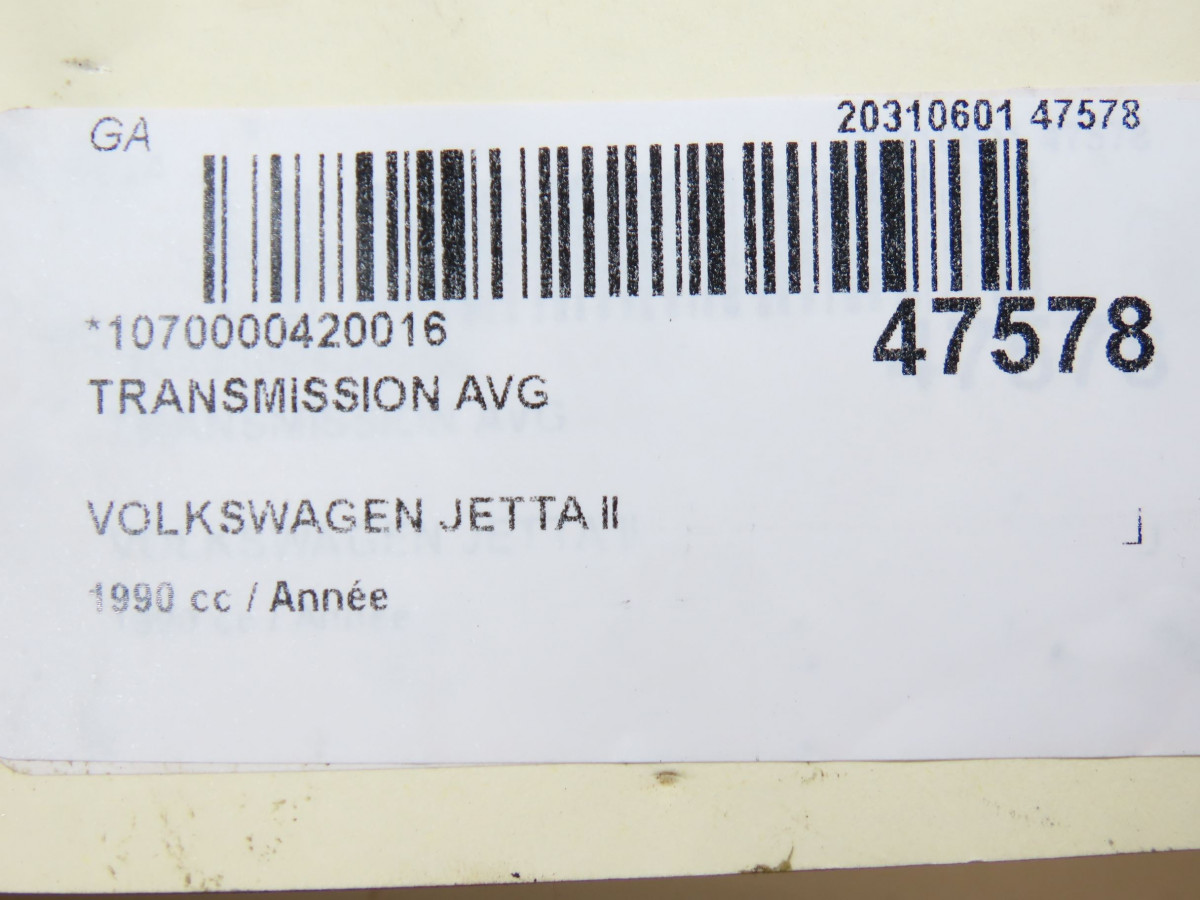 GA
20310601 47578
*1070000420016
47578
TRANSMISSION AVG
VOLKSWAGEN JETTA II
1990 cc / Année